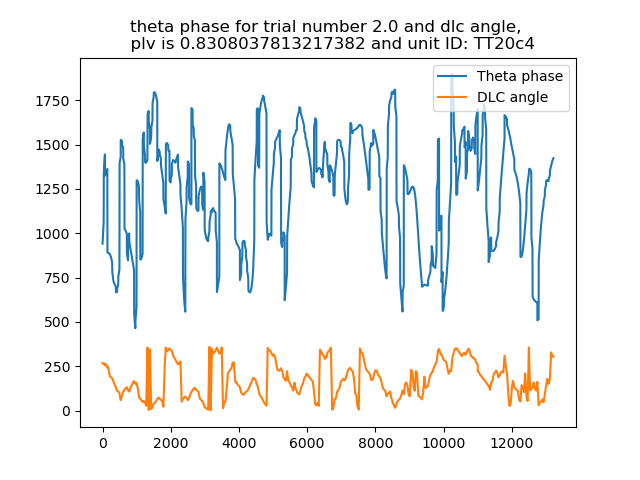 theta phase for trial number 2.0 and dlc angle,
plv is 0.8308037813217382 and unit ID: TT20c4
Theta phase
DLC angle
1750
1500
1250
1000
750
500
250
0
0 2000 4000 6000 8000 10000 12000